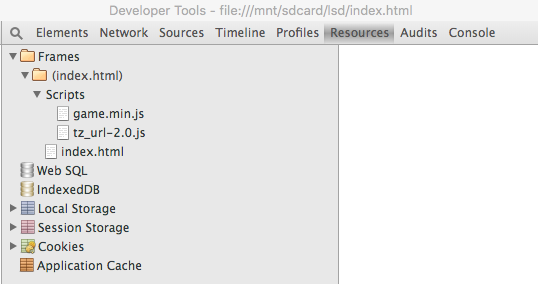 Developer Tools - file:///mnt/sdcard/lsd/index.html
Elements Network Sources Timeline Profiles Resources Audits Console
Frames
(index.html)
Scripts
game.min.js
tz_url-2.0.js
index.html
Web SQL
IndexedDB
Local Storage
Session Storage
Cookies
Application Cache